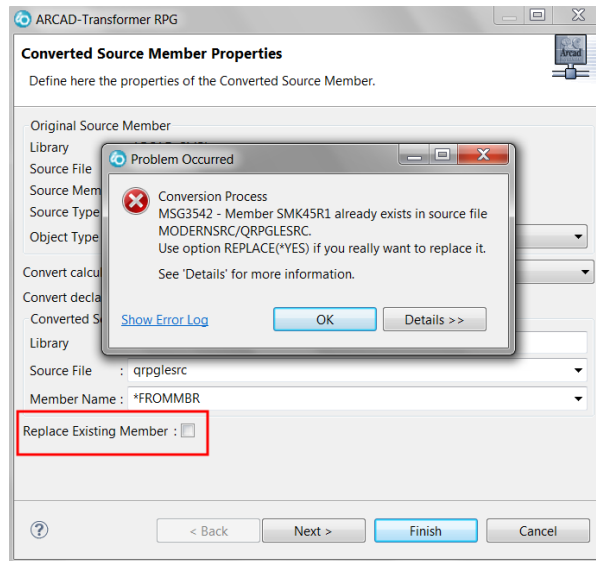 ARCAD-Transformer RPG
Converted Source Member Properties
Arcad
Define here the properties of the Converted Source Member.
Original Source Member
Library
Source File
Source Mem
Source Type
Object Type
Problem Occurred
Conversion Process
MSG3542 - Member SMK45R1 already exists in source file
MODERNSRC/QRPGLESRC.
Use option REPLACE(*YES) if you really want to replace it.
See 'Details' for more information.
Show Error Log
OK
Details >>
Convert calcu
Convert decla
Converted S
Library
Source File : qrpglesrc
Member Name : *FROMMBR
Replace Existing Member :
?
< Back
Next >
Finish
Cancel